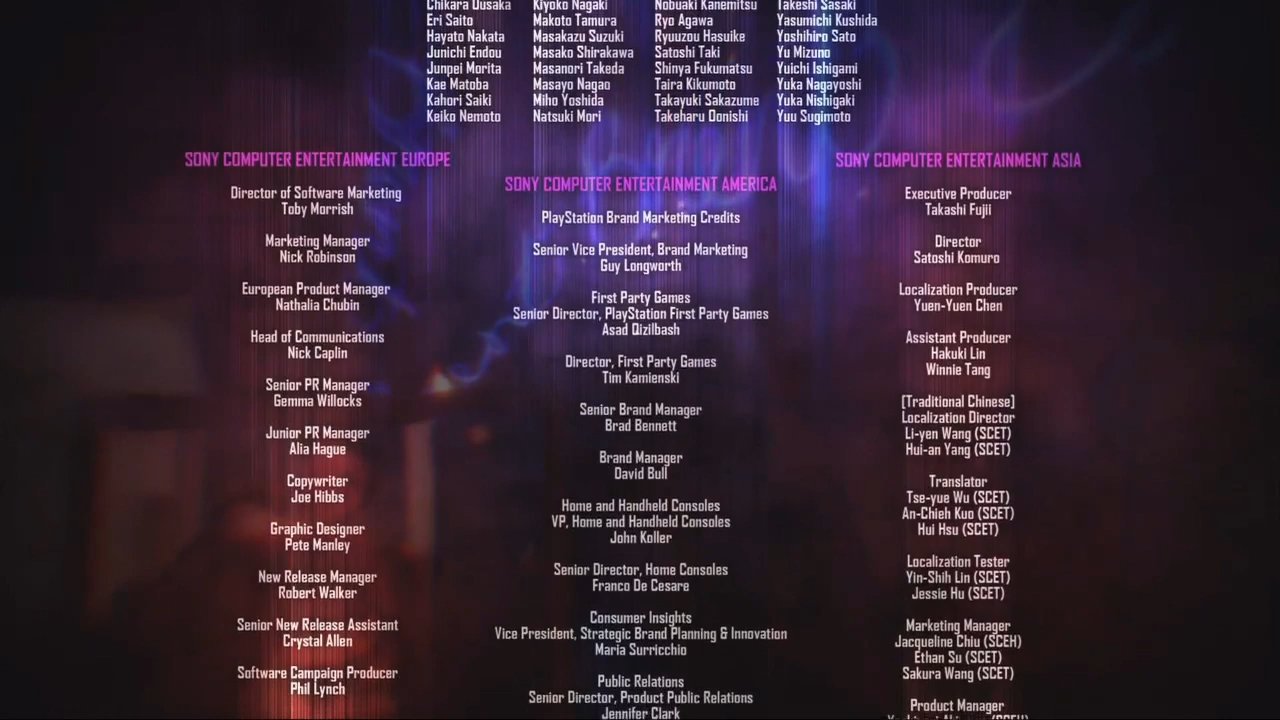 Chikara Ousaka
Eri Saito
Hayato Nakata
Junichi Endou
Junpei Morita
Kae Matoba
Kahori Saiki
Keiko Nemoto
Kiyoko Nagaki
Makoto Tamura
Masakazu Suzuki
Masako Shirakawa
Masanori Takeda
Masayo Nagao
Miho Yoshida
Natsuki Mori
Nobuaki Kanemitsu
Ryo Agawa
Ryuuzou Hasuike
Satoshi Taki
Shinya Fukumatsu
Taira Kikumoto
Takayuki Sakazume
Takeharu Oonishi
Takeshi Sasaki
Yasumichi Kushida
Yoshihiro Sato
Yu Mizuno
Yuichi Ishigami
Yuka Nagayoshi
Yuka Nishigaki
Yuu Sugimoto
SONY COMPUTER ENTERTAINMENT EUROPE
Director of Software Marketing
Toby Morrish
Marketing Manager
Nick Robinson
European Product Manager
Nathalia Chubin
Head of Communications
Nick Caplin
Senior PR Manager
Gemma Willocks
Junior PR Manager
Alia Hague
Copywriter
Joe Hibbs
Graphic Designer
Pete Manley
New Release Manager
Robert Walker
Senior New Release Assistant
Crystal Allen
Software Campaign Producer
Phil Lynch
SONY COMPUTER ENTERTAINMENT AMERICA
PlayStation Brand Marketing Credits
Senior Vice President, Brand Marketing
Guy Longworth
First Party Games
Senior Director, PlayStation First Party Games
Asad Qizilbash
Director, First Party Games
Tim Kamienski
Senior Brand Manager
Brad Bennett
Brand Manager
David Bull
Home and Handheld Consoles
VP, Home and Handheld Consoles
John Koller
Senior Director, Home Consoles
Franco De Cesare
Consumer Insights
Vice President, Strategic Brand Planning & Innovation
Maria Surricchio
Public Relations
Senior Director, Product Public Relations
Jennifer Clark
SONY COMPUTER ENTERTAINMENT ASIA
Executive Producer
Takashi Fujii
Director
Satoshi Komuro
Localization Producer
Yuen-Yuen Chen
Assistant Producer
Hakuki Lin
Winnie Tang
[Traditional Chinese]
Localization Director
Li-yen Wang (SCET)
Hui-an Yang (SCET)
Translator
Tse-yue Wu (SCET)
An-Chieh Kuo (SCET)
Hui Hsu (SCET)
Localization Tester
Yin-Shih Lin (SCET)
Jessie Hu (SCET)
Marketing Manager
Jacqueline Chiu (SCEH)
Ethan Su (SCET)
Sakura Wang (SCET)
Product Manager